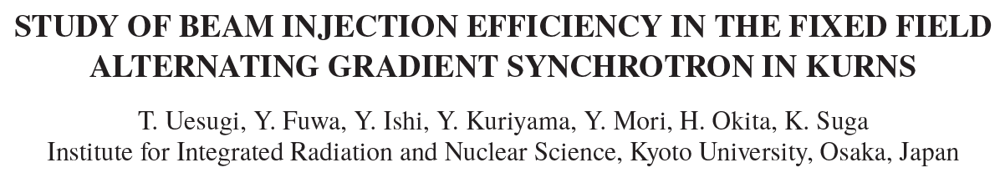 STUDY OF BEAM INJECTION EFFICIENCY IN THE FIXED FIELD
ALTERNATING GRADIENT SYNCHROTRON IN KURNS
T. Uesugi, Y. Fuwa, Y. Ishi, Y. Kuriyama, Y. Mori, H. Okita, K. Suga
Institute for Integrated Radiation and Nuclear Science, Kyoto University, Osaka, Japan